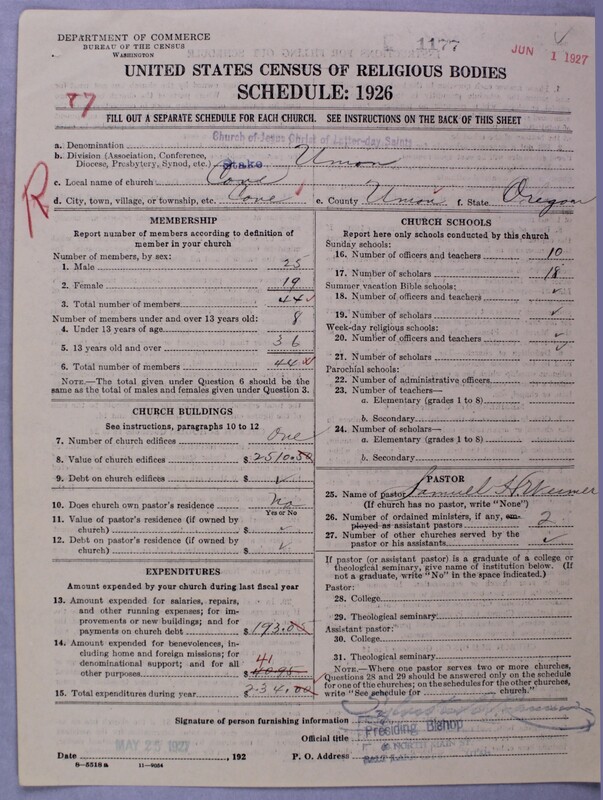 DEPARTMENT OF COMMERCE
BUREAU OF THE CENSUS
WASHINGTON
1177
JUN 1 1927
UNITED STATES CENSUS OF RELIGIOUS BODIES
SCHEDULE: 1926
77
FILL OUT A SEPARATE SCHEDULE FOR EACH CHURCH. SEE INSTRUCTIONS ON THE BACK OF THIS SHEET
Church of Jesus Christ of Latter-day Saints
a. Denomination
b. Division (Association, Conference, Diocese, Presbytery, Synod, etc.) Stake Union
c. Local name of church Cove
R
d. City, town, village, or township, etc. Cove e. County Union f. State Oregon
MEMBERSHIP
Report number of members according to definition of member in your church
Number of members, by sex:
1. Male 25
2. Female 19
3. Total number of members 44
Number of members under and over 13 years old:
4. Under 13 years of age 8
5. 13 years old and over 36
6. Total number of members 44
NOTE.—The total given under Question 6 should be the same as the total of males and females given under Question 3.
CHURCH BUILDINGS
See instructions, paragraphs 10 to 12
7. Number of church edifices One
8. Value of church edifices $ 2510.50
9. Debt on church edifices $ ✓
10. Does church own pastor's residence No
Yes or No
11. Value of pastor's residence (if owned by church) $ ✓
12. Debt on pastor's residence (if owned by church) $ ✓
EXPENDITURES
Amount expended by your church during last fiscal year
13. Amount expended for salaries, repairs, and other running expenses; for improvements or new buildings; and for payments on church debt $ 193.05
14. Amount expended for benevolences, including home and foreign missions; for denominational support; and for all other purposes 41
$ 40.95
15. Total expenditures during year $ 234.00
CHURCH SCHOOLS
Report here only schools conducted by this church
Sunday schools:
16. Number of officers and teachers 10
17. Number of scholars 18
Summer vacation Bible schools:
18. Number of officers and teachers ✓
19. Number of scholars ✓
Week-day religious schools:
20. Number of officers and teachers ✓
21. Number of scholars ✓
Parochial schools:
22. Number of administrative officers
23. Number of teachers—
a. Elementary (grades 1 to 8)
b. Secondary
24. Number of scholars—
a. Elementary (grades 1 to 8)
b. Secondary
PASTOR
25. Name of pastor Samuel H.
(If church has no pastor, write "None")
26. Number of ordained ministers, if any, employed as assistant pastors 2
27. Number of other churches served by the pastor or his assistants ✓
If pastor (or assistant pastor) is a graduate of a college or theological seminary, give name of institution below. (If not a graduate, write "No" in the space indicated.)
Pastor:
28. College
29. Theological seminary
Assistant pastor:
30. College
31. Theological seminary
NOTE.—Where one pastor serves two or more churches, Questions 28 and 29 should be answered only on the schedule for one of the churches; on the schedules for the other churches, write "See schedule for church."
Signature of person furnishing information
Official title Presiding Bishop
Date MAY 25 1927, 192 P. O. Address 40 NORTH MAIN ST.
8-5518a 11-9054